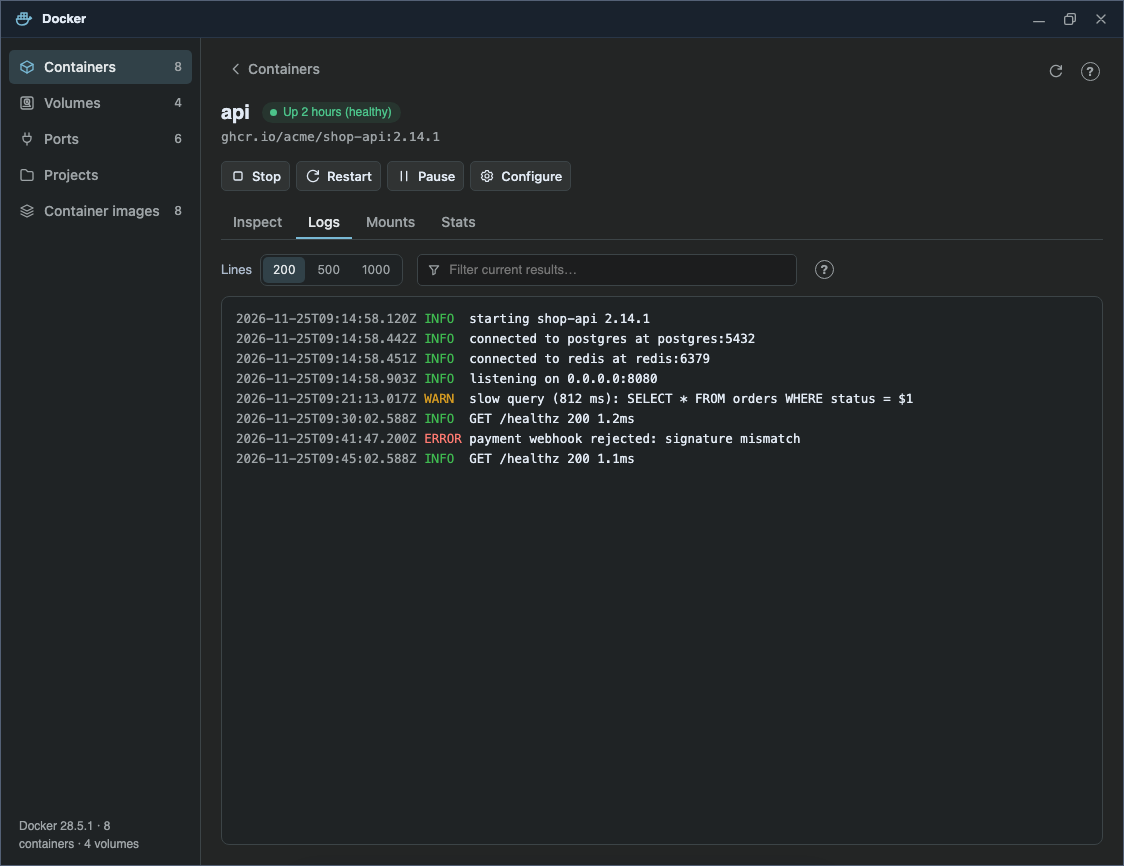 Docker
Containers 8
Volumes 4
Ports 6
Projects
Container images 8
Docker 28.5.1 · 8
containers · 4 volumes
Containers
api
Up 2 hours (healthy)
ghcr.io/acme/shop-api:2.14.1
Stop
Restart
Pause
Configure
Inspect
Logs
Mounts
Stats
Lines
200
500
1000
Filter current results…
2026-11-25T09:14:58.120Z INFO starting shop-api 2.14.1
2026-11-25T09:14:58.442Z INFO connected to postgres at postgres:5432
2026-11-25T09:14:58.451Z INFO connected to redis at redis:6379
2026-11-25T09:14:58.903Z INFO listening on 0.0.0.0:8080
2026-11-25T09:21:13.017Z WARN slow query (812 ms): SELECT * FROM orders WHERE status = $1
2026-11-25T09:30:02.588Z INFO GET /healthz 200 1.2ms
2026-11-25T09:41:47.200Z ERROR payment webhook rejected: signature mismatch
2026-11-25T09:45:02.588Z INFO GET /healthz 200 1.1ms